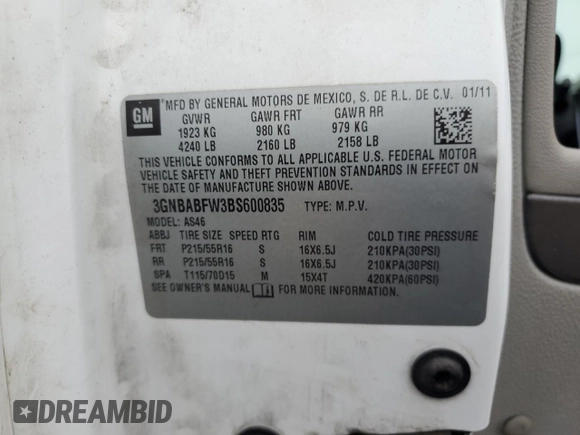 GM
*MFD BY GENERAL MOTORS DE MEXICO, S. DE R.L. DE C.V. 01/11
GVWR GAWR FRT GAWR RR
1923 KG 980 KG 979 KG
4240 LB 2160 LB 2158 LB
THIS VEHICLE CONFORMS TO ALL APPLICABLE U.S. FEDERAL MOTOR
VEHICLE SAFETY AND THEFT PREVENTION STANDARDS IN EFFECT ON
THE DATE OF MANUFACTURE SHOWN ABOVE.
3GNBABFW3BS600835 TYPE: M.P.V.
MODEL: AS46
ABBJ TIRE SIZE SPEED RTG RIM COLD TIRE PRESSURE
FRT P215/55R16 S 16X6.5J 210KPA(30PSI)
RR P215/55R16 S 16X6.5J 210KPA(30PSI)
SPA T115/70D15 M 15X4T 420KPA(60PSI)
SEE OWNER'S MANUAL FOR MORE INFORMATION
DREAMBID